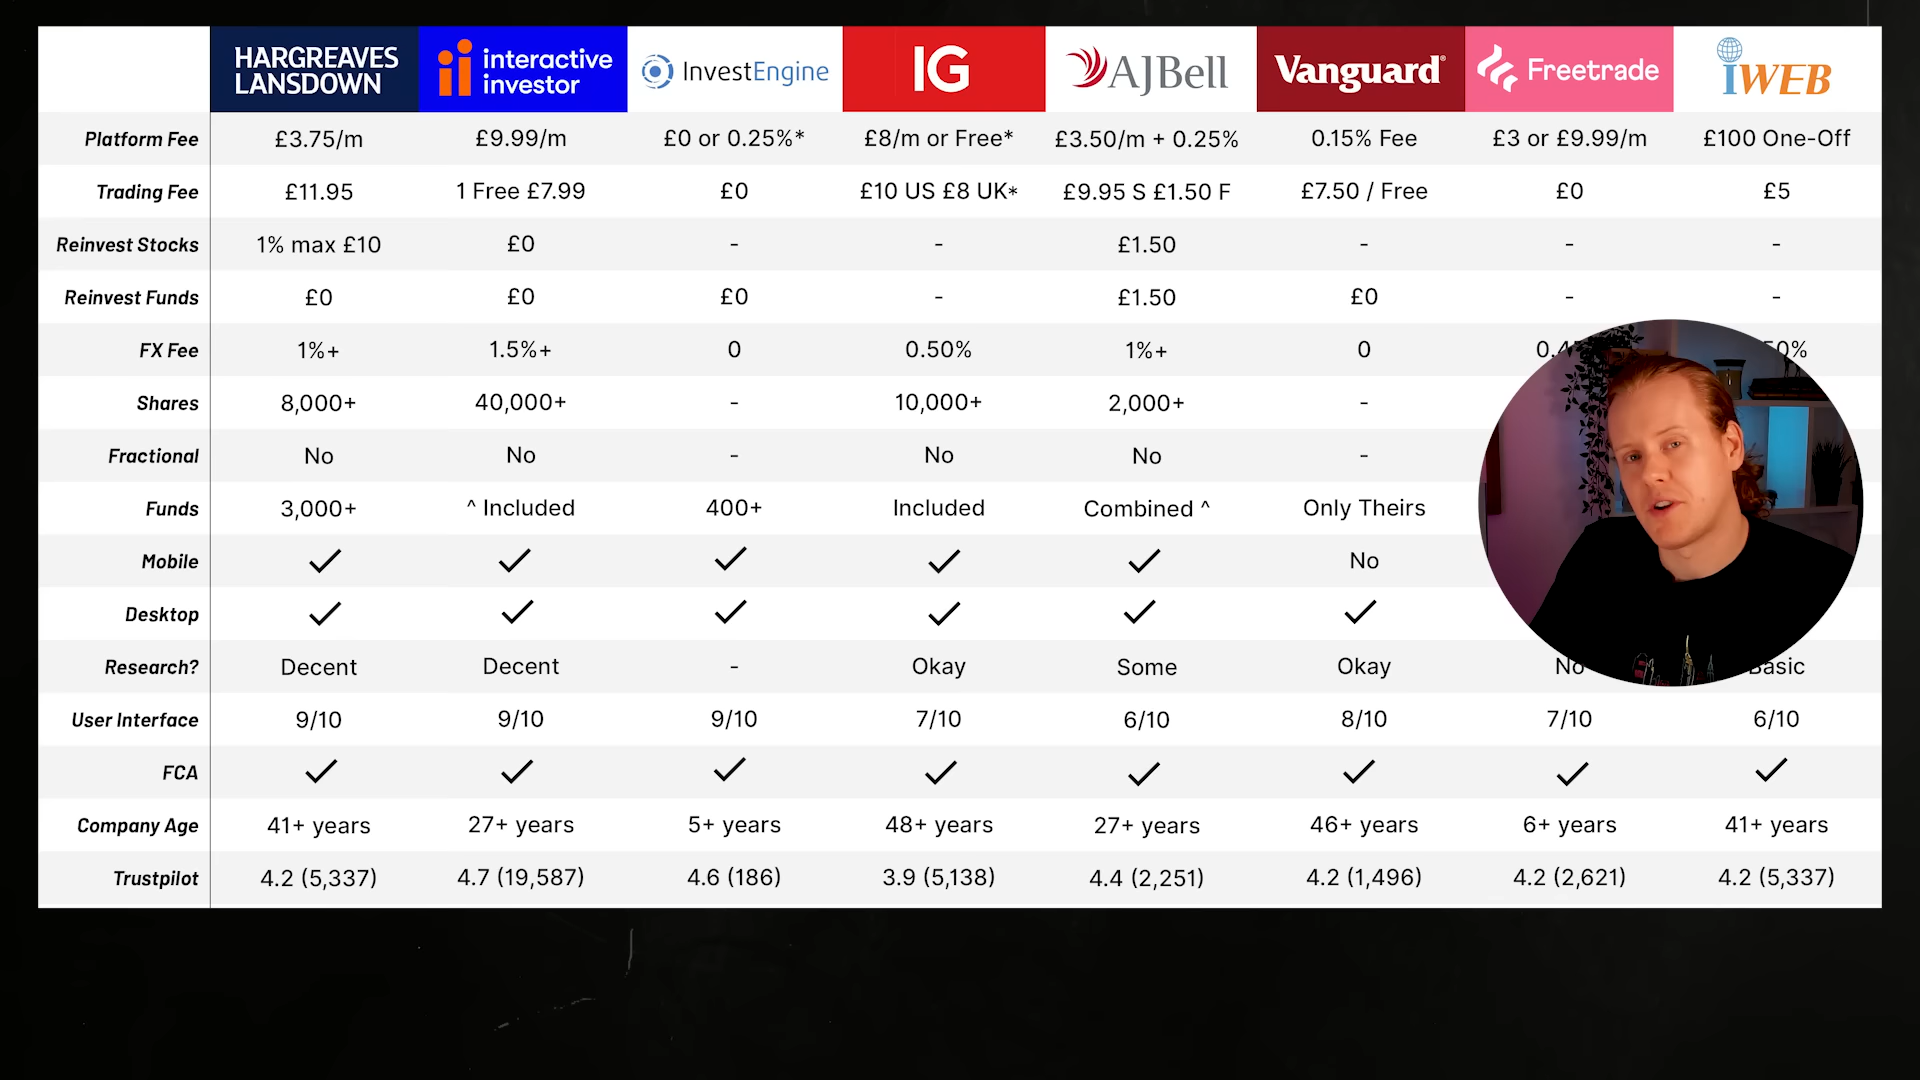 HARGREAVES LANSDOWN interactive investor InvestEngine IG AJBell Vanguard® Freetrade iWEB
Platform Fee £3.75/m £9.99/m £0 or 0.25%* £8/m or Free* £3.50/m + 0.25% 0.15% Fee £3 or £9.99/m £100 One-Off
Trading Fee £11.95 1 Free £7.99 £0 £10 US £8 UK* £9.95 S £1.50 F £7.50 / Free £0 £5
Reinvest Stocks 1% max £10 £0 - - £1.50 - - -
Reinvest Funds £0 £0 £0 - £1.50 £0 - -
FX Fee 1%+ 1.5%+ 0 0.50% 1%+ 0
Shares 8,000+ 40,000+ - 10,000+ 2,000+ -
Fractional No No - No No -
Funds 3,000+ ^ Included 400+ Included Combined ^ Only Theirs
Mobile ✓ ✓ ✓ ✓ ✓ No
Desktop ✓ ✓ ✓ ✓ ✓ ✓
Research? Decent Decent - Okay Some Okay No Basic
User Interface 9/10 9/10 9/10 7/10 6/10 8/10 7/10 6/10
FCA ✓ ✓ ✓ ✓ ✓ ✓ ✓ ✓
Company Age 41+ years 27+ years 5+ years 48+ years 27+ years 46+ years 6+ years 41+ years
Trustpilot 4.2 (5,337) 4.7 (19,587) 4.6 (186) 3.9 (5,138) 4.4 (2,251) 4.2 (1,496) 4.2 (2,621) 4.2 (5,337)